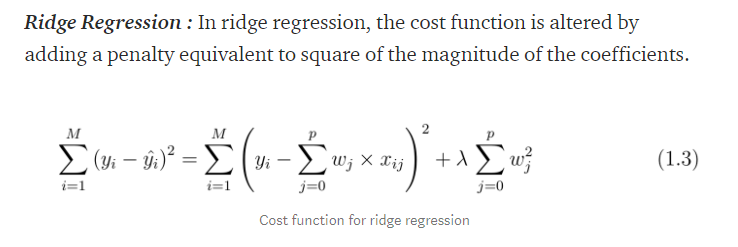 Ridge Regression : In ridge regression, the cost function is altered by
adding a penalty equivalent to square of the magnitude of the coefficients.
$\sum_{i=1}^{M} (y_i - \hat{y}_i)^2 = \sum_{i=1}^{M} \left( y_i - \sum_{j=0}^{p} w_j \times x_{ij} \right)^2 + \lambda \sum_{j=0}^{p} w_j^2$ (1.3)
Cost function for ridge regression